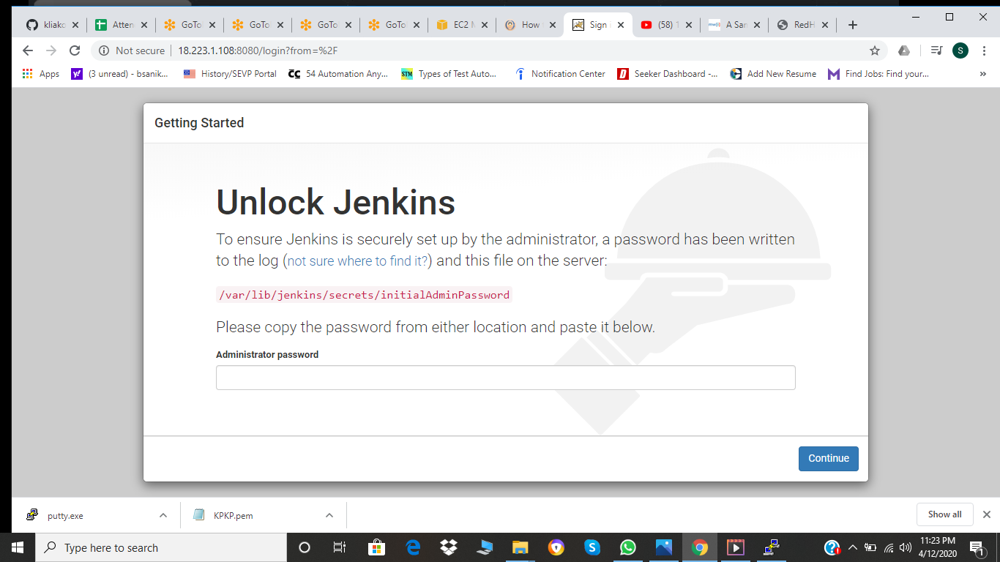 kliako
Atten
GoTo
GoTo
GoTo
GoTo
EC2 M
How
Sign i
(58) 1
mw(i) A San
RedH
Not secure 18.223.1.108:8080/login?from=%2F
S
Apps
(3 unread) - bsanik...
History/SEVP Portal
54 Automation Any...
STM Types of Test Auto...
Notification Center
Seeker Dashboard -...
Add New Resume
Find Jobs: Find your...
»
Getting Started
Unlock Jenkins
To ensure Jenkins is securely set up by the administrator, a password has been written
to the log (not sure where to find it?) and this file on the server:
/var/lib/jenkins/secrets/initialAdminPassword
Please copy the password from either location and paste it below.
Administrator password
Continue
putty.exe
KPKP.pem
Show all
Type here to search
11:23 PM
4/12/2020
1